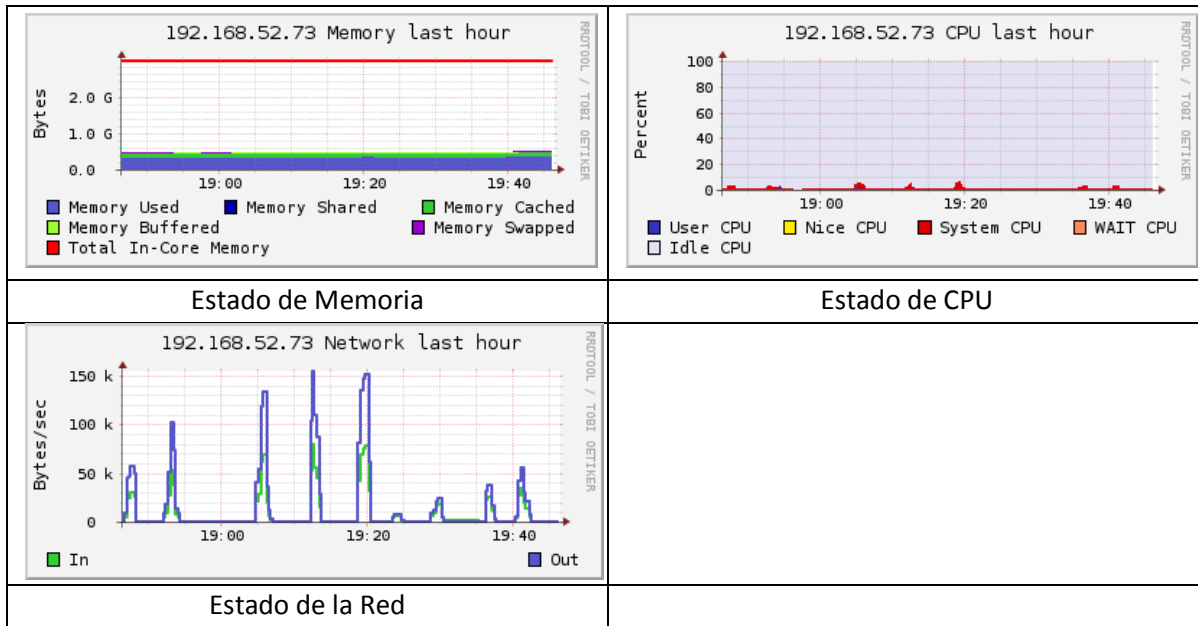 192.168.52.73 Memory last hour
RRDTOOL / TOBI OETIKER
Bytes
2.0 G
1.0 G
0.0
19:00 19:20 19:40
Memory Used Memory Shared Memory Cached
Memory Buffered Memory Swapped
Total In-Core Memory
Estado de Memoria
192.168.52.73 CPU last hour
RRDTOOL / TOBI OETIKER
Percent
100
80
60
40
20
0
19:00 19:20 19:40
User CPU Nice CPU System CPU WAIT CPU
Idle CPU
Estado de CPU
192.168.52.73 Network last hour
RRDTOOL / TOBI OETIKER
Bytes/sec
150 k
100 k
50 k
0
19:00 19:20 19:40
In Out
Estado de la Red